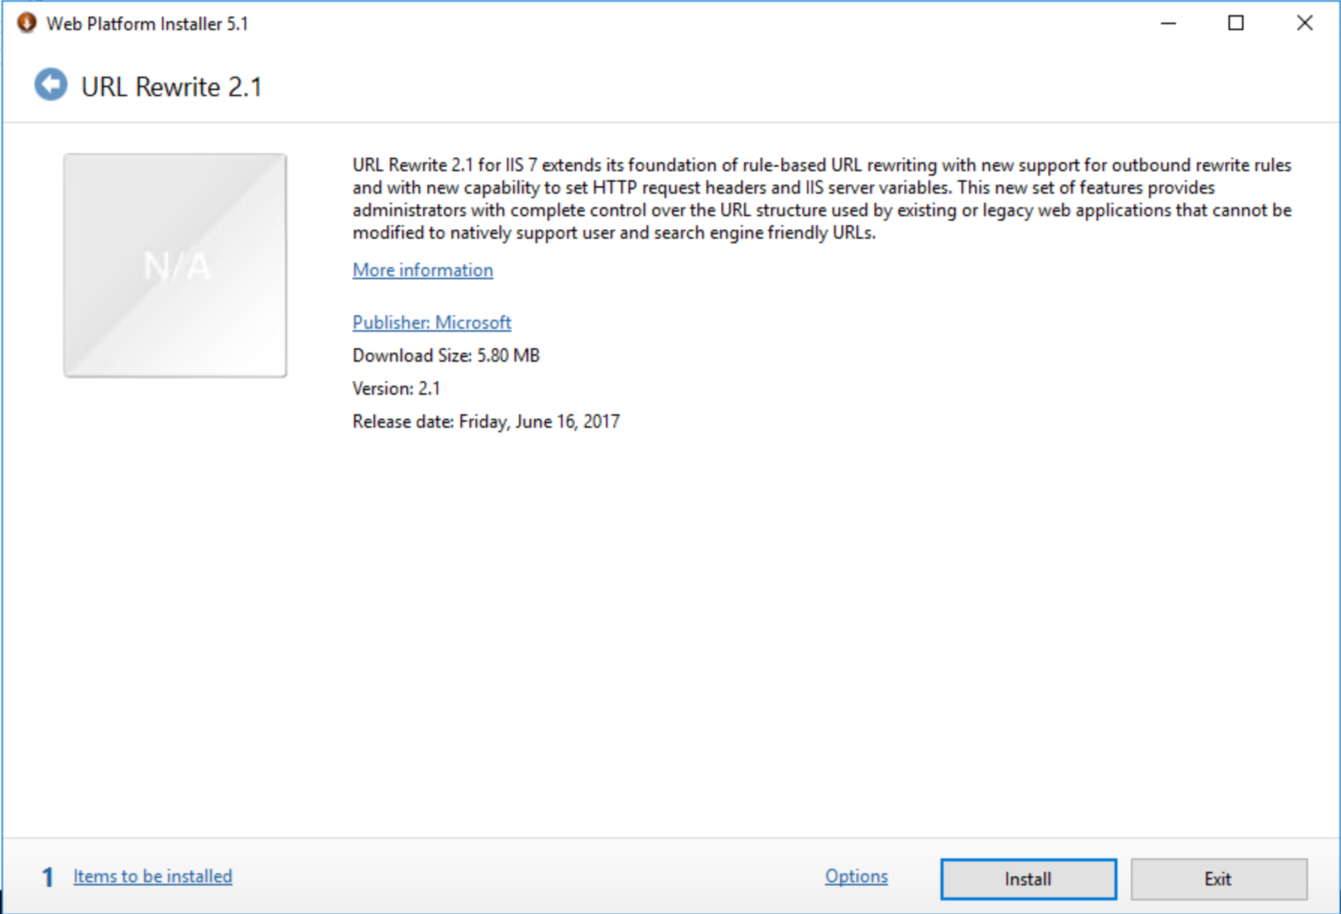 Web Platform Installer 5.1
URL Rewrite 2.1
N/A
URL Rewrite 2.1 for IIS 7 extends its foundation of rule-based URL rewriting with new support for outbound rewrite rules
and with new capability to set HTTP request headers and IIS server variables. This new set of features provides
administrators with complete control over the URL structure used by existing or legacy web applications that cannot be
modified to natively support user and search engine friendly URLs.
More information
Publisher: Microsoft
Download Size: 5.80 MB
Version: 2.1
Release date: Friday, June 16, 2017
1 Items to be installed
Options
Install
Exit